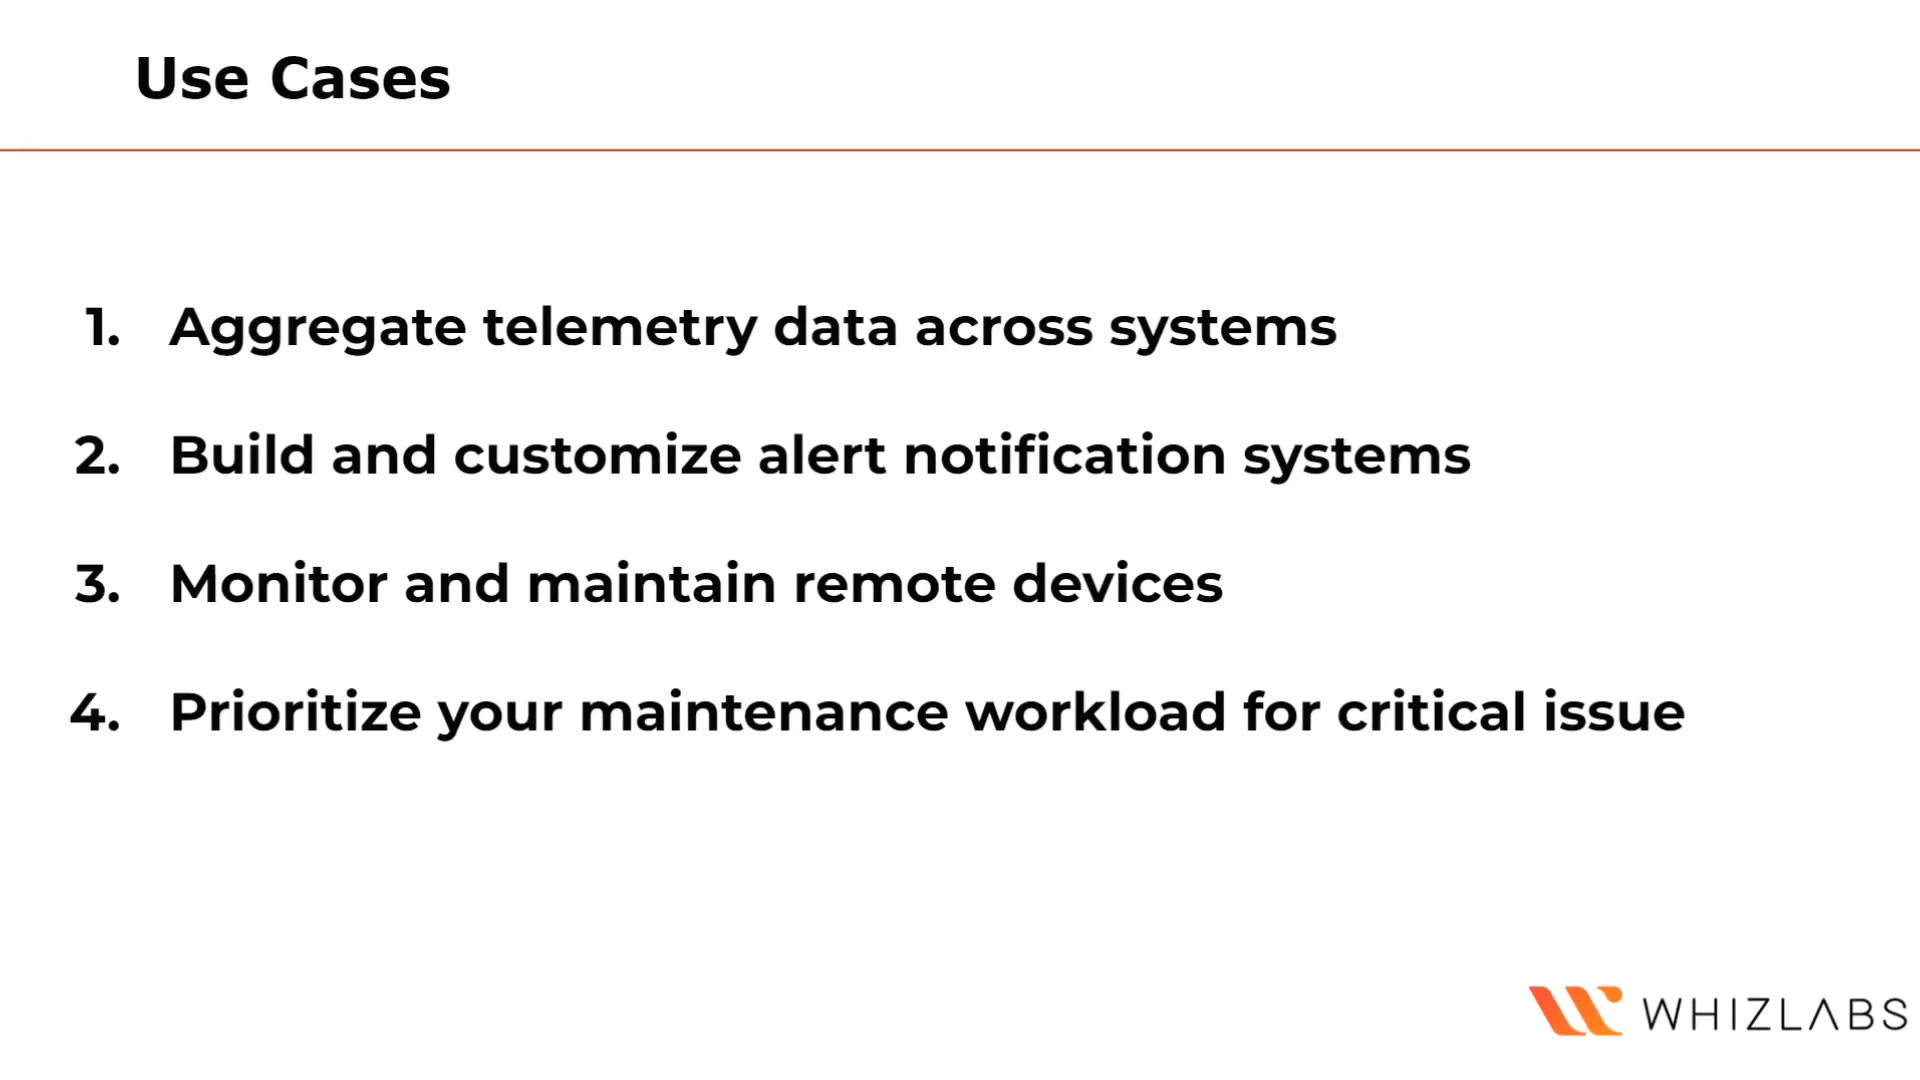 Use Cases
1. Aggregate telemetry data across systems
2. Build and customize alert notification systems
3. Monitor and maintain remote devices
4. Prioritize your maintenance workload for critical issue
WHIZLABS